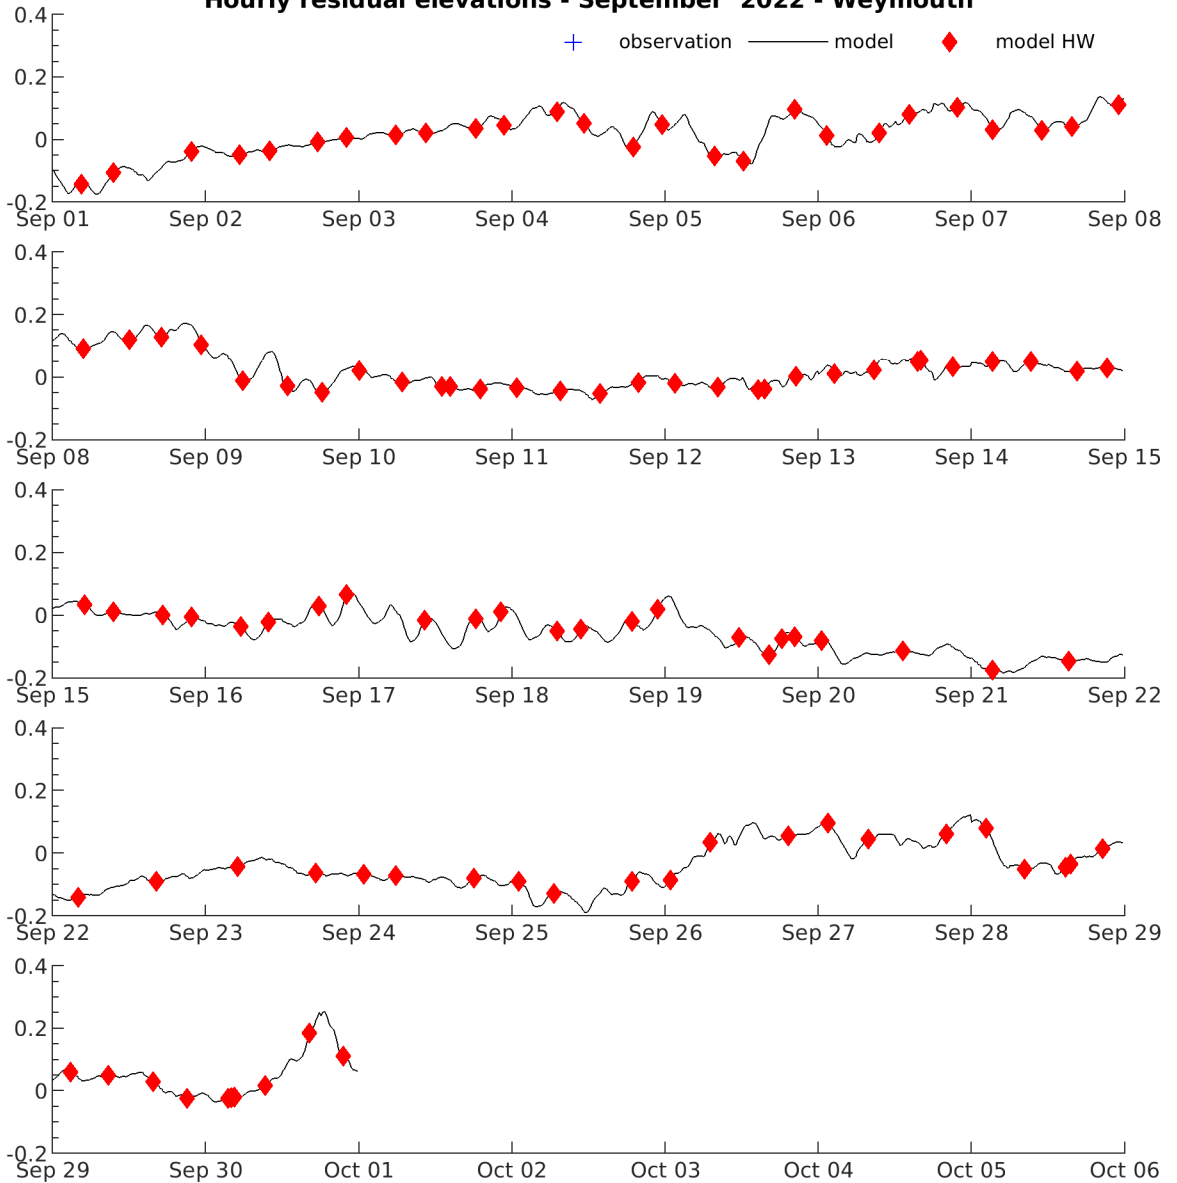 Hourly residual elevations - September 2022 - Weymouth
0.4
observation model model HW
0.2
0
-0.2
Sep 01 Sep 02 Sep 03 Sep 04 Sep 05 Sep 06 Sep 07 Sep 08
0.4
0.2
0
-0.2
Sep 08 Sep 09 Sep 10 Sep 11 Sep 12 Sep 13 Sep 14 Sep 15
0.4
0.2
0
-0.2
Sep 15 Sep 16 Sep 17 Sep 18 Sep 19 Sep 20 Sep 21 Sep 22
0.4
0.2
0
-0.2
Sep 22 Sep 23 Sep 24 Sep 25 Sep 26 Sep 27 Sep 28 Sep 29
0.4
0.2
0
-0.2
Sep 29 Sep 30 Oct 01 Oct 02 Oct 03 Oct 04 Oct 05 Oct 06